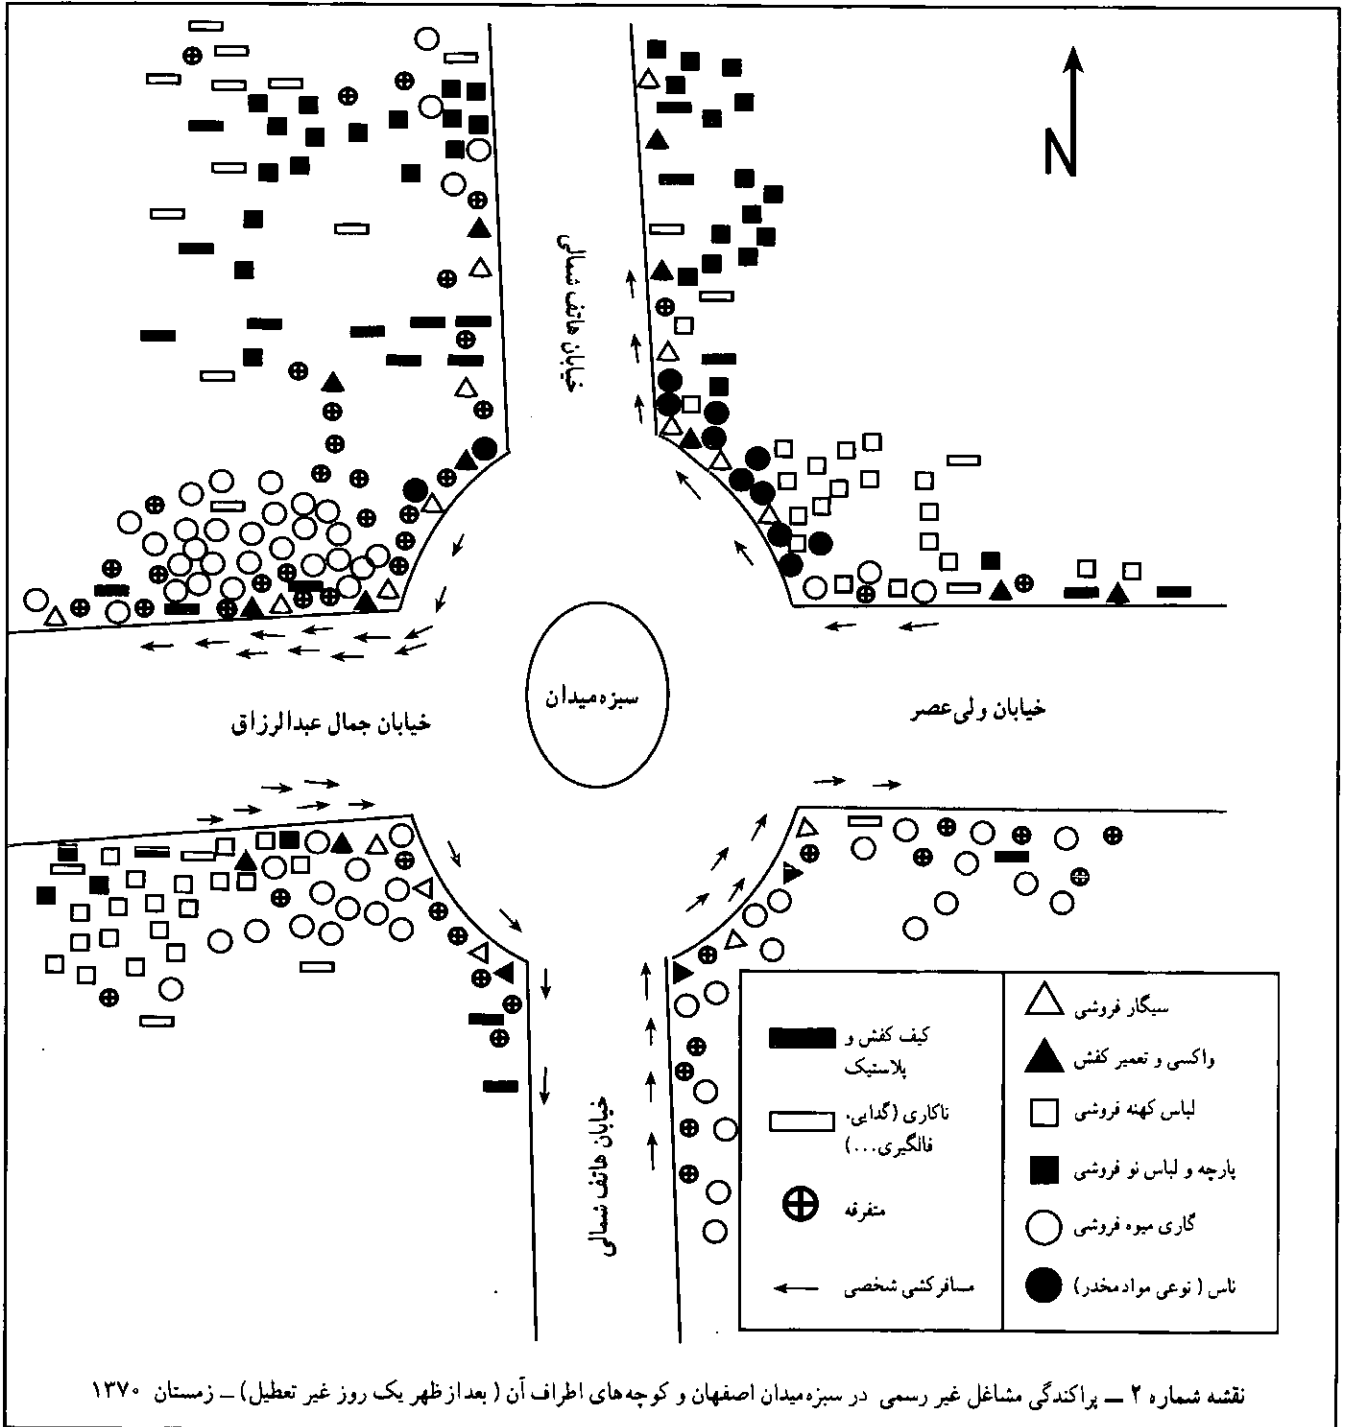 N
خیابان هاتف شمالی
سبزه‌میدان
خیابان ولی‌عصر
خیابان جمال عبدالرزاق
خیابان هاتف شمالی
سیگار فروشی
واکسی و تعمیر کفش
لباس کهنه فروشی
پارچه و لباس نو فروشی
گاری میوه فروشی
ناس (نوعی مواد مخدر)
کیف کفش و
پلاستیک
ناکاری (گدایی،
فالگیری...)
متفرقه
مسافرکشی شخصی
نقشه شماره ۲ ــ پراکندگی مشاغل غیر رسمی در سبزه‌میدان اصفهان و کوچه‌های اطراف آن (بعد از ظهر یک روز غیر تعطیل) ــ زمستان ۱۳۷۰